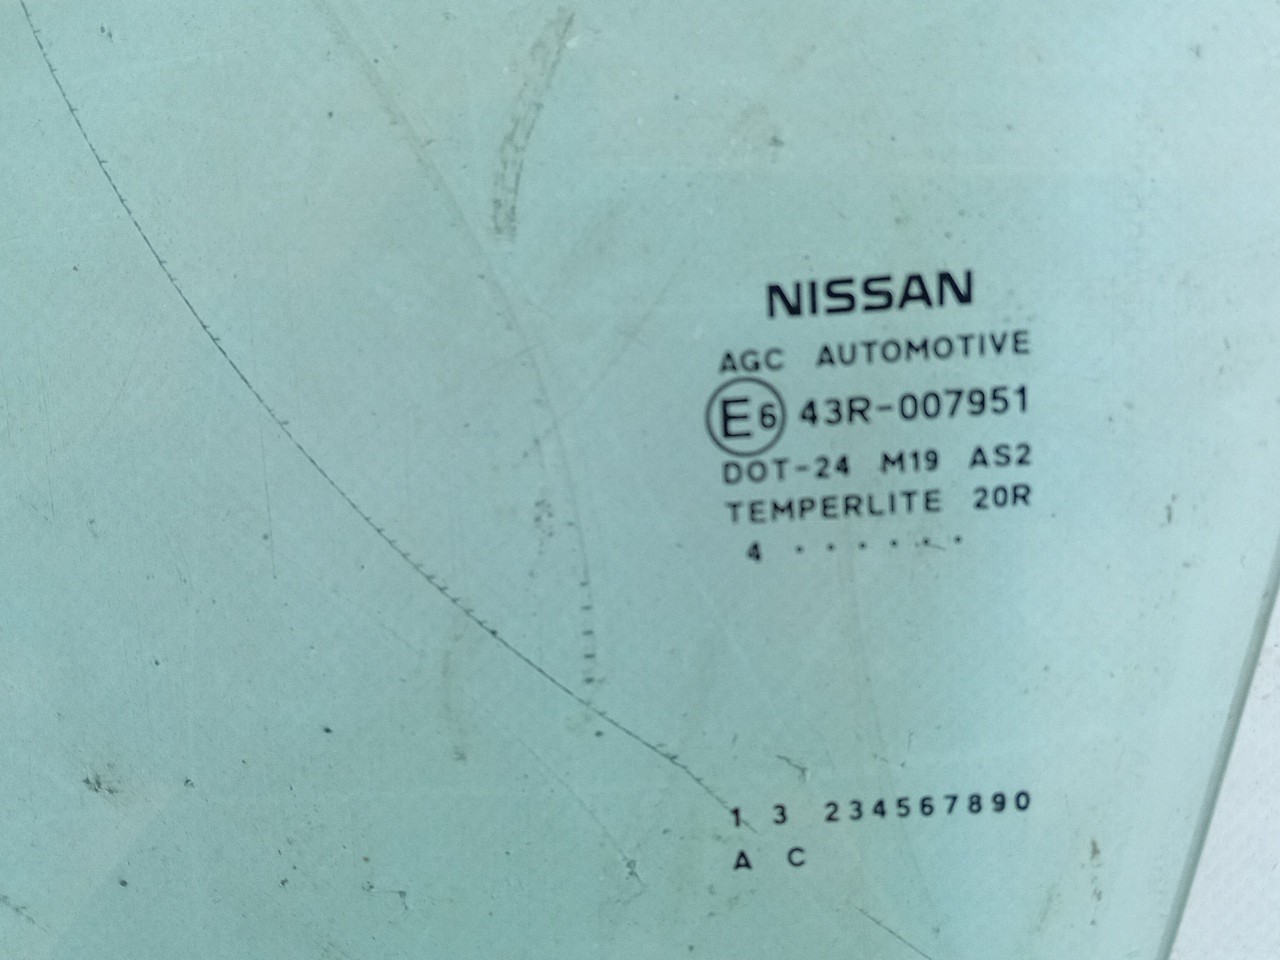 NISSAN
AGC AUTOMOTIVE
E6 43R-007951
DOT-24 M19 AS2
TEMPERLITE 20R
4 · · · · · ·
1 3 234567890
A C